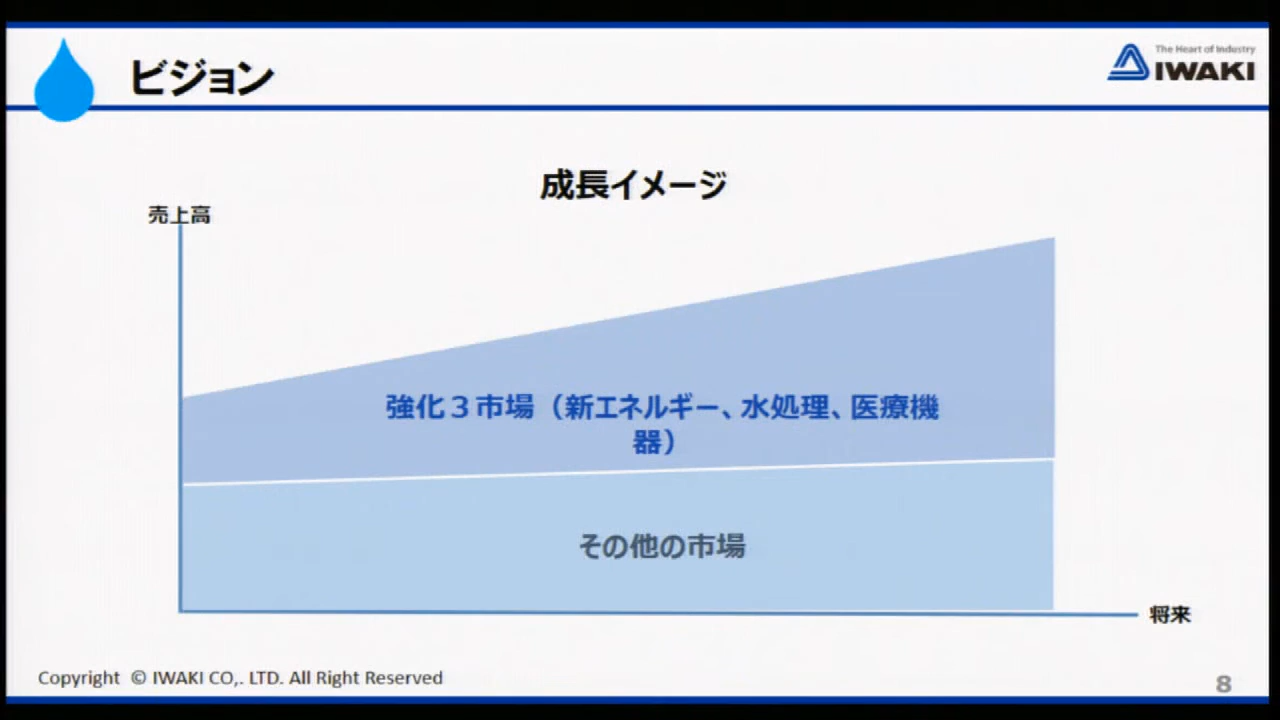 ビジョン
The Heart of Industry
IWAKI
成長イメージ
売上高
強化３市場（新エネルギー、水処理、医療機
器）
その他の市場
将来
Copyright © IWAKI CO,. LTD. All Right Reserved
8